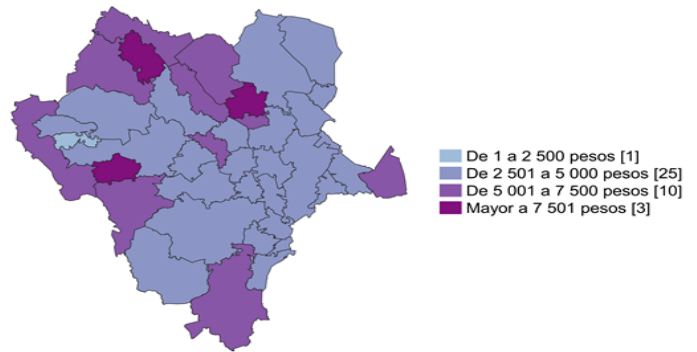 De 1 a 2 500 pesos [1]
De 2 501 a 5 000 pesos [25]
De 5 001 a 7 500 pesos [10]
Mayor a 7 501 pesos [3]